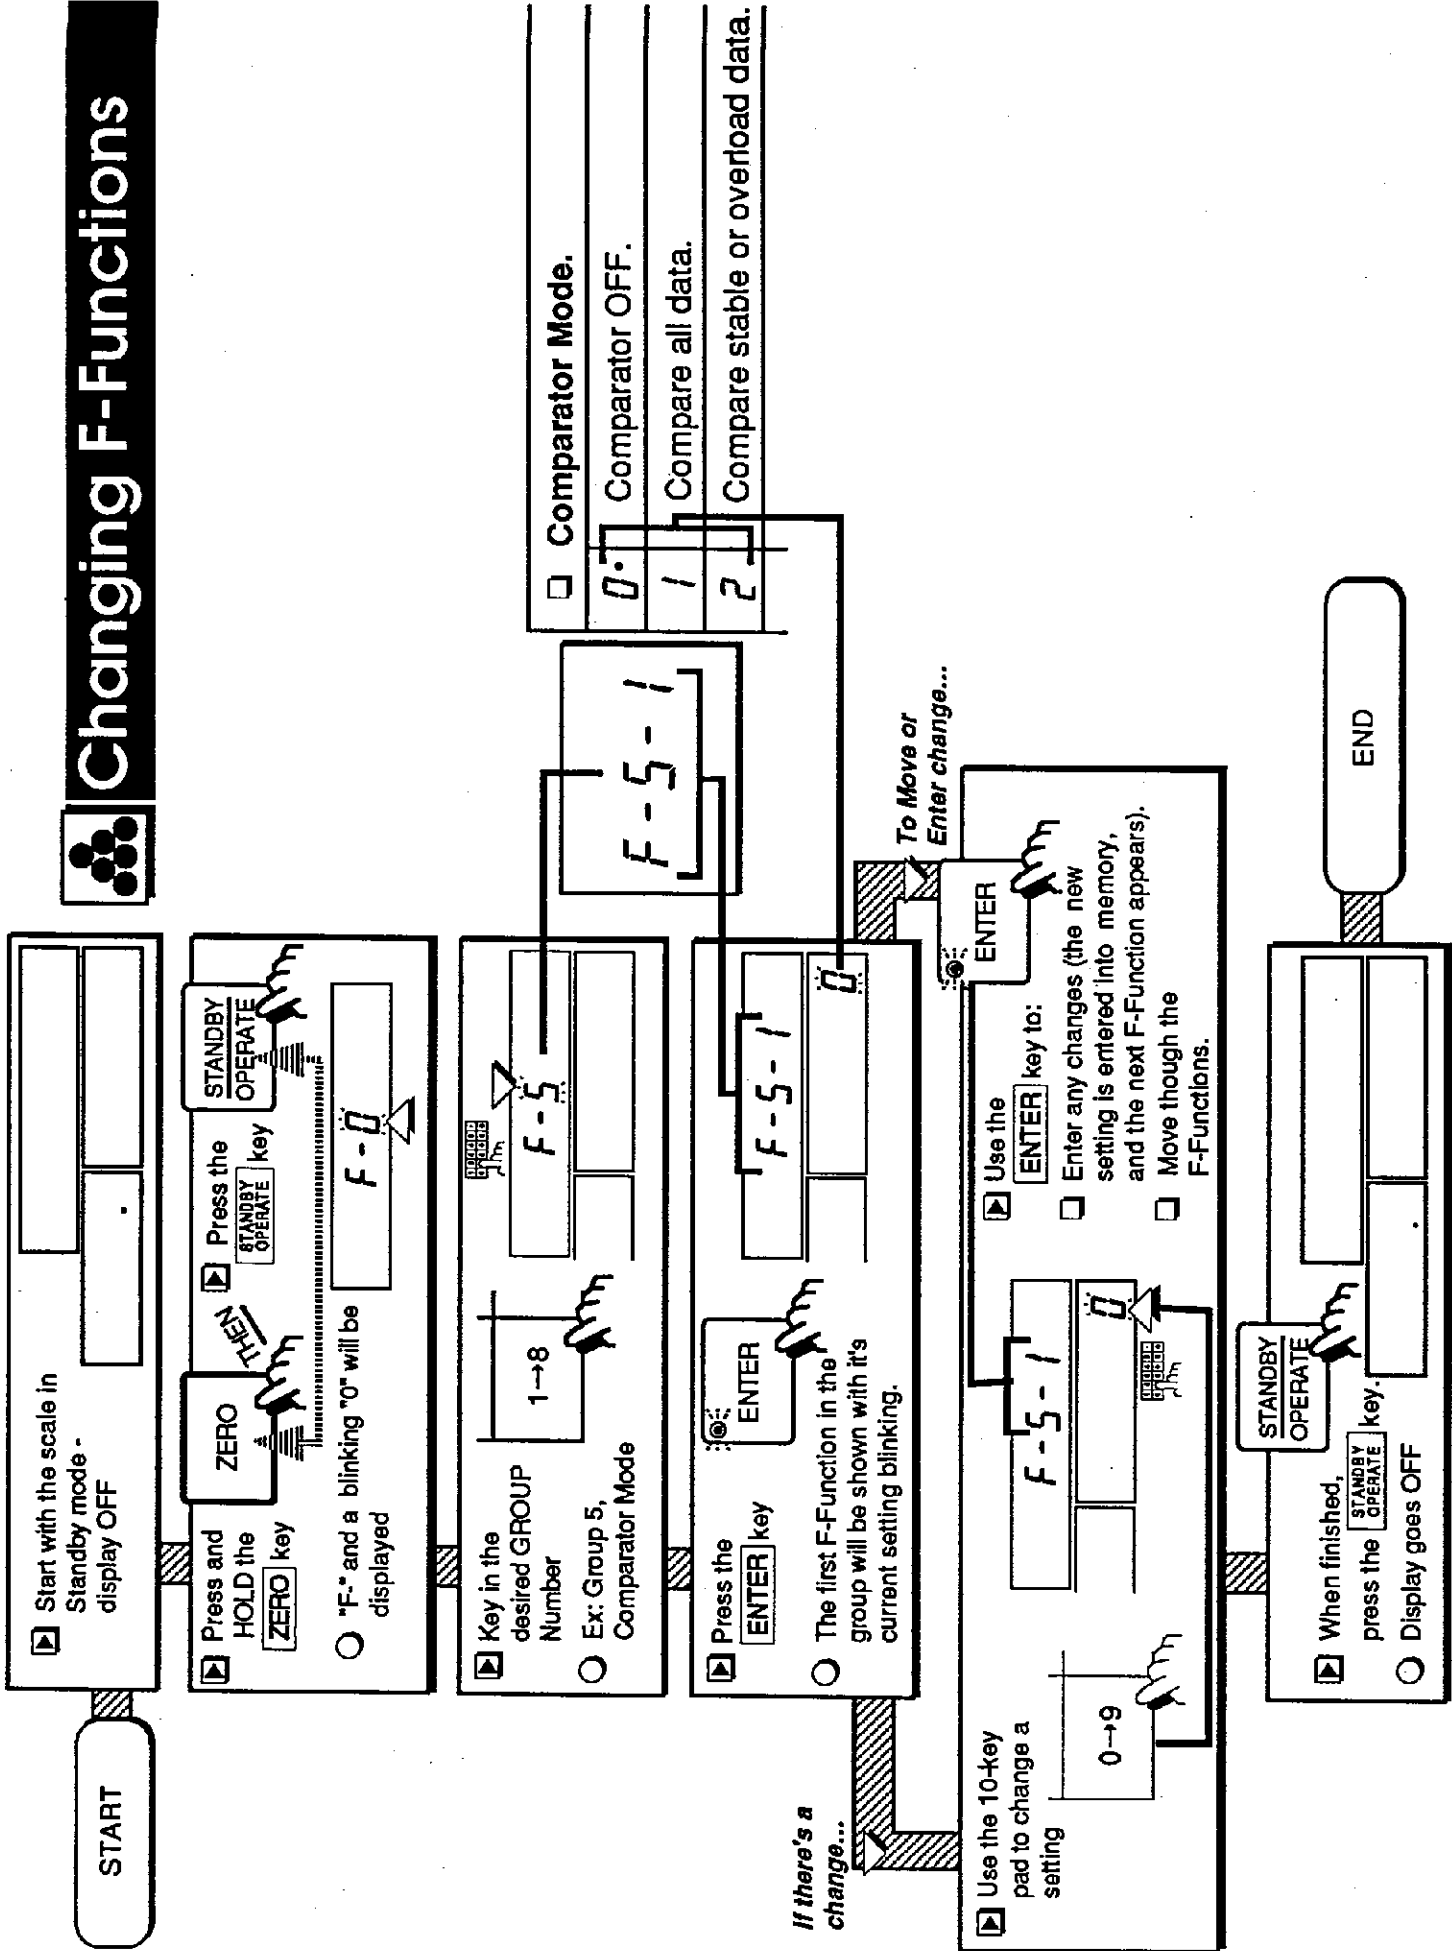 Changing F-Functions
START
Start with the scale in
Standby mode -
display OFF
Press and
HOLD the
ZERO key
ZERO
THEN
Press the
STANDBY
OPERATE key
STANDBY
OPERATE
"F-" and a blinking "0" will be
displayed
F-0
Key in the
desired GROUP
Number
Ex: Group 5,
Comparator Mode
1→8
F-5
Press the
ENTER key
ENTER
The first F-Function in the
group will be shown with it's
current setting blinking.
F-5-1
0
F-5-1
Comparator Mode.
0• Comparator OFF.
1 Compare all data.
2 Compare stable or overload data.
If there's a
change...
To Move or
Enter change...
Use the 10-key
pad to change a
setting
0→9
F-5-1
0
ENTER
Use the
ENTER key to:
Enter any changes (the new
setting is entered into memory,
and the next F-Function appears).
Move though the
F-Functions.
When finished,
press the STANDBY
OPERATE key.
Display goes OFF
STANDBY
OPERATE
END